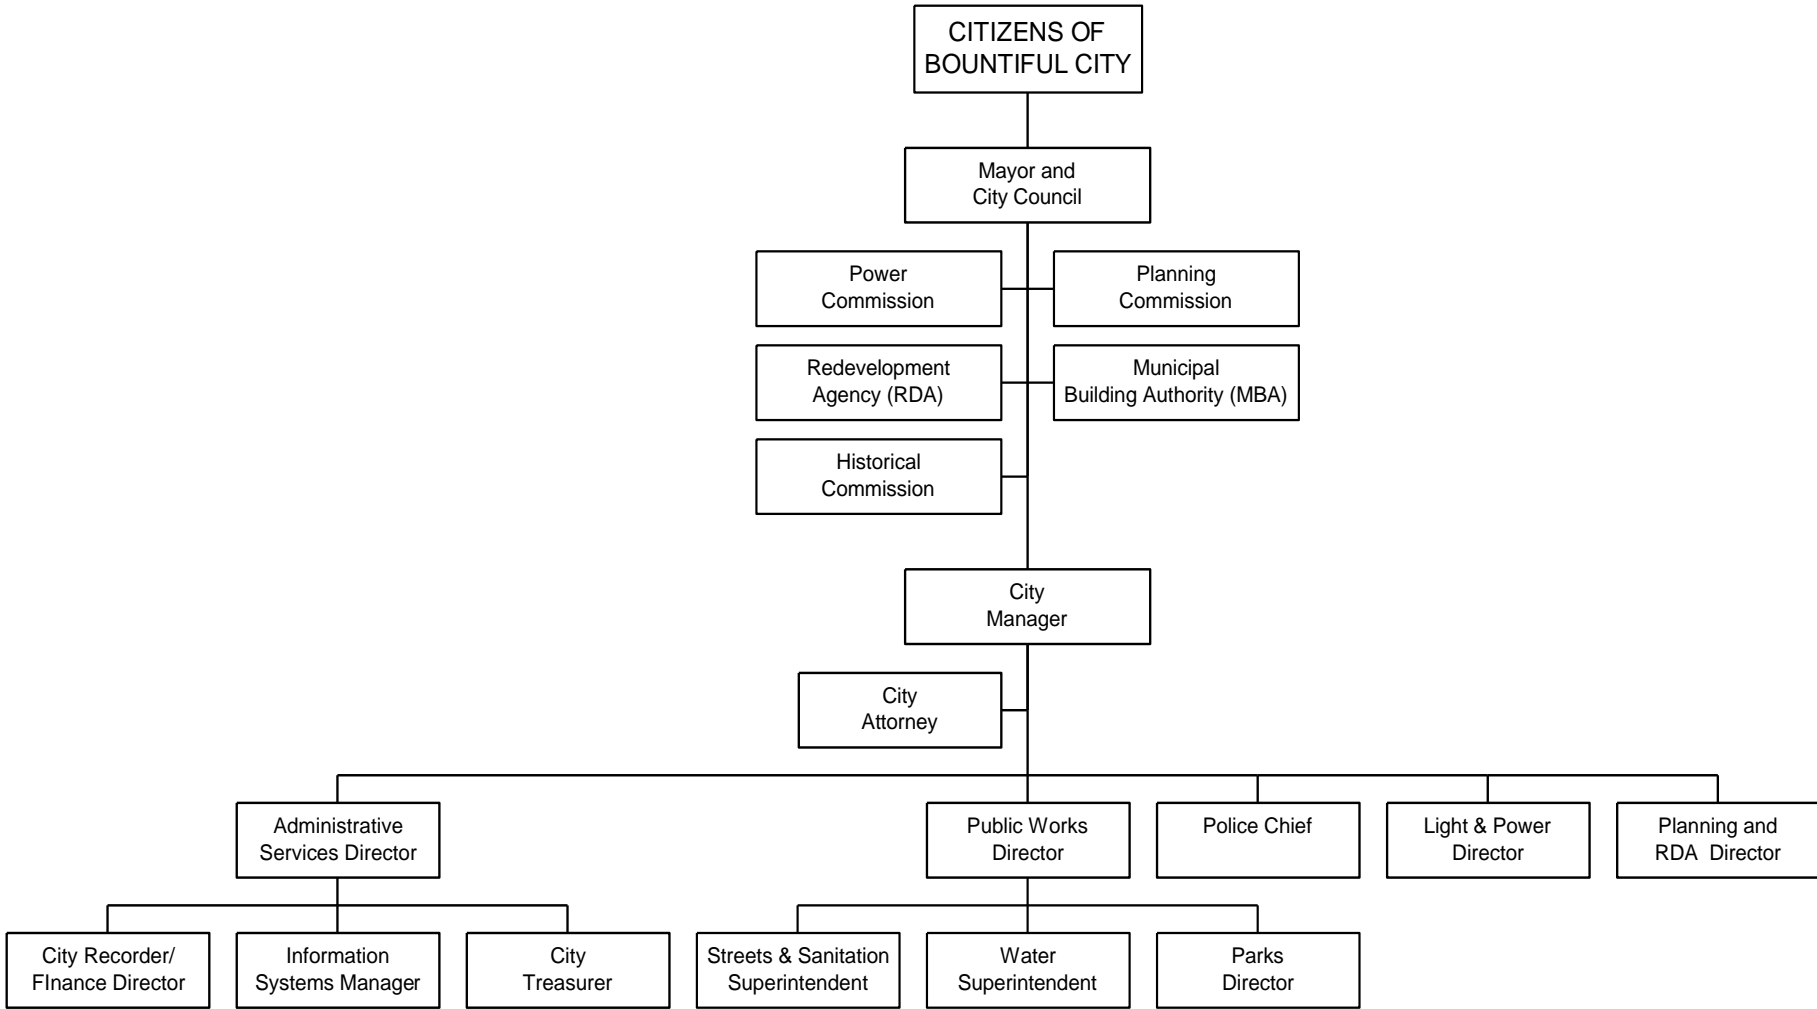 CITIZENS OF
BOUNTIFUL CITY
Mayor and
City Council
Power
Commission
Planning
Commission
Redevelopment
Agency (RDA)
Municipal
Building Authority (MBA)
Historical
Commission
City
Manager
City
Attorney
Administrative
Services Director
Public Works
Director
Police Chief
Light & Power
Director
Planning and
RDA Director
City Recorder/
FInance Director
Information
Systems Manager
City
Treasurer
Streets & Sanitation
Superintendent
Water
Superintendent
Parks
Director